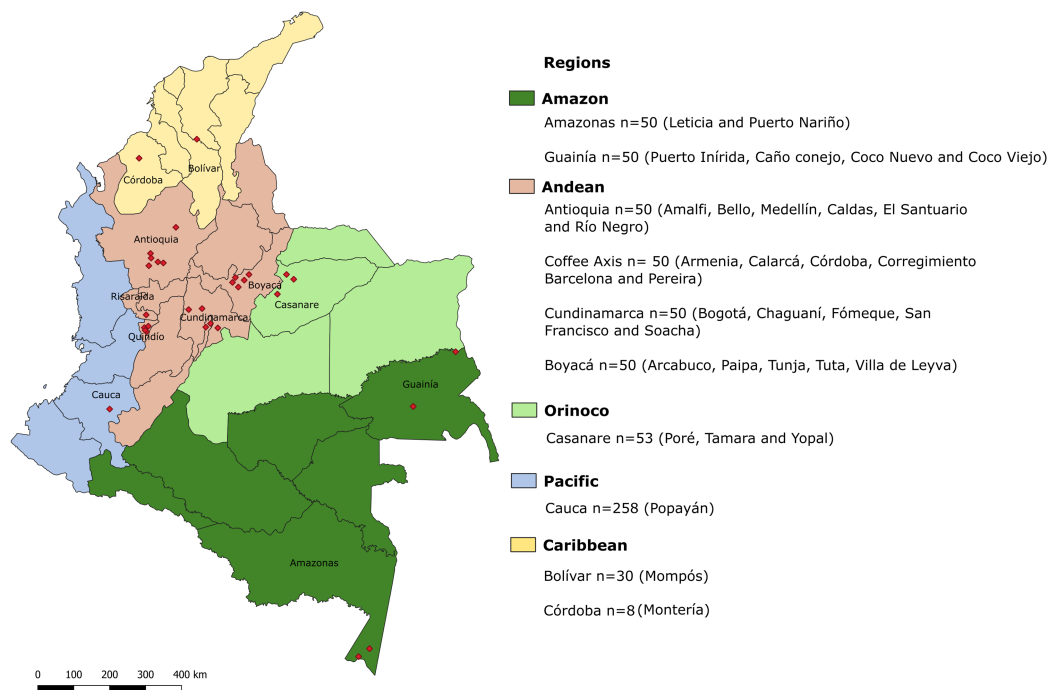 Regions
Amazon
Amazonas n=50 (Leticia and Puerto Nariño)
Guainía n=50 (Puerto Inírida, Caño conejo, Coco Nuevo and Coco Viejo)
Andean
Antioquia n=50 (Amalfi, Bello, Medellín, Caldas, El Santuario
and Río Negro)
Coffee Axis n= 50 (Armenia, Calarcá, Córdoba, Corregimiento
Barcelona and Pereira)
Cundinamarca n=50 (Bogotá, Chaguaní, Fómeque, San
Francisco and Soacha)
Boyacá n=50 (Arcabuco, Paipa, Tunja, Tuta, Villa de Leyva)
Orinoco
Casanare n=53 (Poré, Tamara and Yopal)
Pacific
Cauca n=258 (Popayán)
Caribbean
Bolívar n=30 (Mompós)
Córdoba n=8 (Montería)
Bolívar
Córdoba
Antioquia
Boyacá
Risaralda
Casanare
Cundinamarca
Quindío
Guainía
Cauca
Amazonas
0 100 200 300 400 km